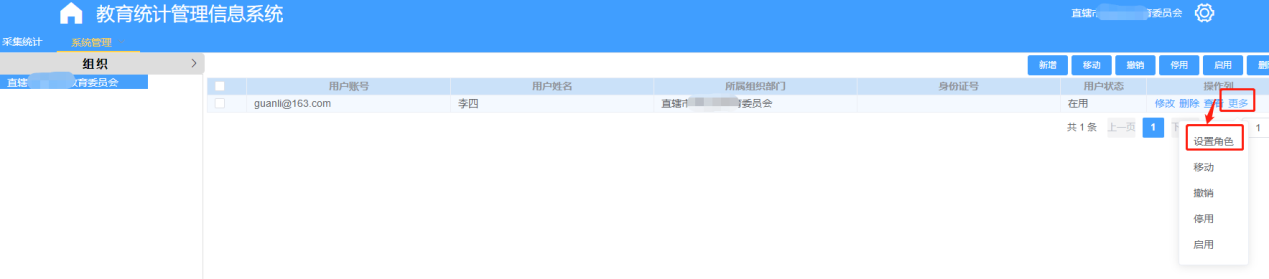 教育统计管理信息系统
直辖 委员会
采集统计 系统管理
组织
新增 移动 撤销 停用 启用
直辖 教育委员会
用户账号 用户姓名 所属组织部门 身份证号 用户状态 操作列
guanli@163.com 李四 直辖市 委员会 在用 修改 删除 查看 更多
共 1 条 上一页 1 1
设置角色
移动
撤销
停用
启用